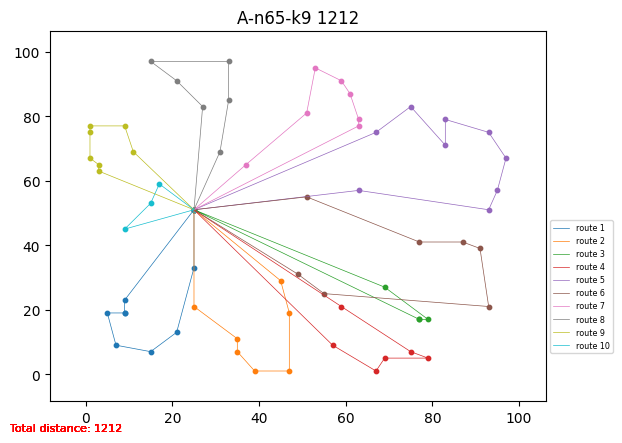 A-n65-k9 1212
100
80
60
40
20
0
0 20 40 60 80 100
route 1
route 2
route 3
route 4
route 5
route 6
route 7
route 8
route 9
route 10
Total distance: 1212